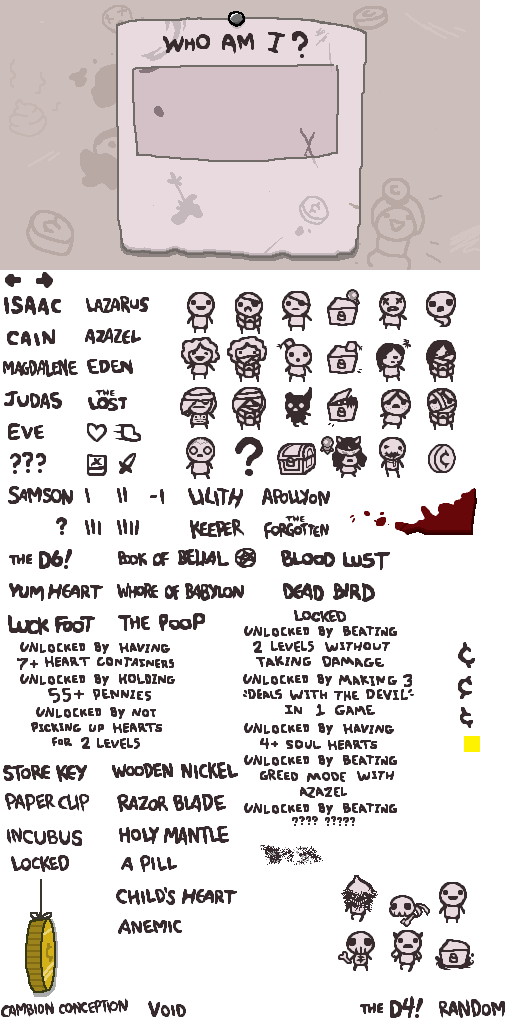 WHO AM I?
ISAAC LAZARUS
CAIN AZAZEL
MAGDALENE EDEN
JUDAS THE LOST
EVE
??? ?
SAMSON I II -I LILITH APOLLYON
? III IIII KEEPER THE FORGOTTEN
THE D6! BOOK OF BELIAL BLOOD LUST
YUM HEART WHORE OF BABYLON DEAD BIRD
LUCK FOOT THE POOP
LOCKED
UNLOCKED BY BEATING
2 LEVELS WITHOUT
TAKING DAMAGE
UNLOCKED BY HAVING
7+ HEART CONTAINERS
UNLOCKED BY HOLDING
55+ PENNIES
UNLOCKED BY NOT
PICKING UP HEARTS
FOR 2 LEVELS
UNLOCKED BY MAKING 3
"DEALS WITH THE DEVIL"
IN 1 GAME
UNLOCKED BY HAVING
4+ SOUL HEARTS
UNLOCKED BY BEATING
GREED MODE WITH
AZAZEL
UNLOCKED BY BEATING
???? ?????
¢
¢
¢
STORE KEY WOODEN NICKEL
PAPER CLIP RAZOR BLADE
INCUBUS HOLY MANTLE
LOCKED A PILL
CHILD'S HEART
ANEMIC
CAMBION CONCEPTION VOID THE D4! RANDOM